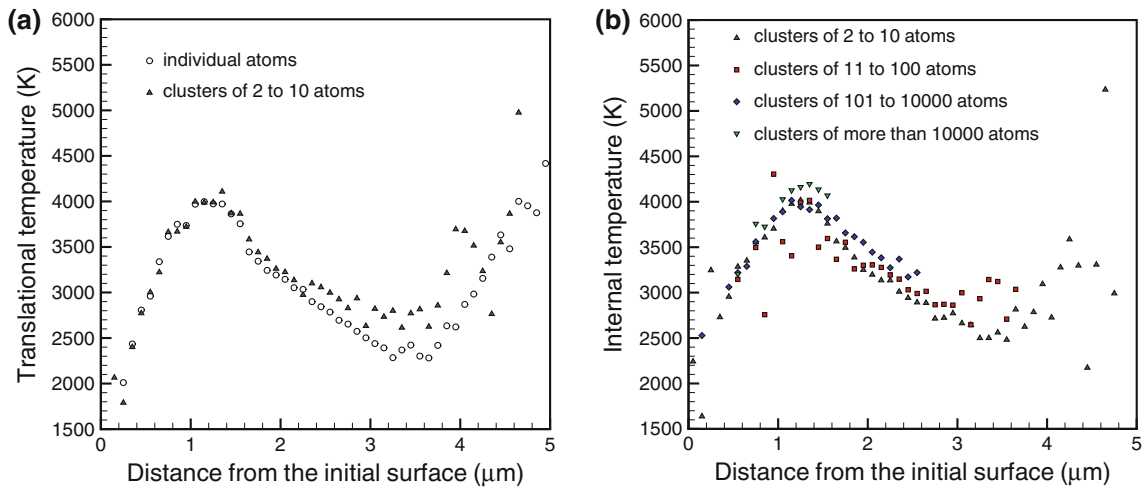 (a)
6000
5500
5000
4500
4000
3500
3000
2500
2000
1500
Translational temperature (K)
individual atoms
clusters of 2 to 10 atoms
0 1 2 3 4 5
Distance from the initial surface (μm)
(b)
6000
5500
5000
4500
4000
3500
3000
2500
2000
1500
Internal temperature (K)
clusters of 2 to 10 atoms
clusters of 11 to 100 atoms
clusters of 101 to 10000 atoms
clusters of more than 10000 atoms
0 1 2 3 4 5
Distance from the initial surface (μm)